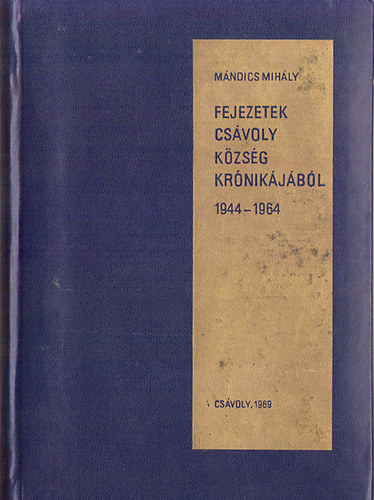 MÁNDICS MIHÁLY
FEJEZETEK
CSÁVOLY
KÖZSÉG
KRÓNIKÁJÁBÓL
1944–1964
CSÁVOLY, 1969